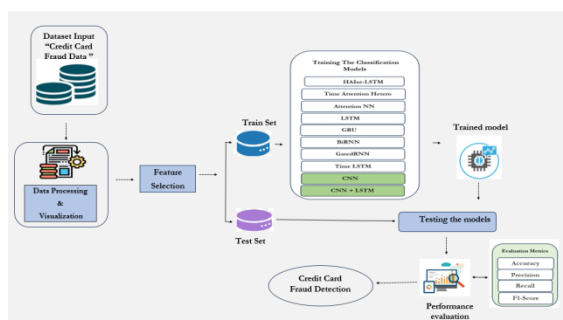 Dataset Input
“Credit Card
Fraud Data ”
Data Processing
&
Visualization
Feature
Selection
Train Set
Test Set
Training The Classification
Models
HAInt-LSTM
Time Attention Hetero
Attention NN
LSTM
GRU
BiRNN
GatedRNN
Time LSTM
CNN
CNN + LSTM
Trained model
Testing the models
Performance
evaluation
Evaluation Metrics
Accuracy
Precision
Recall
F1-Score
Credit Card
Fraud Detection